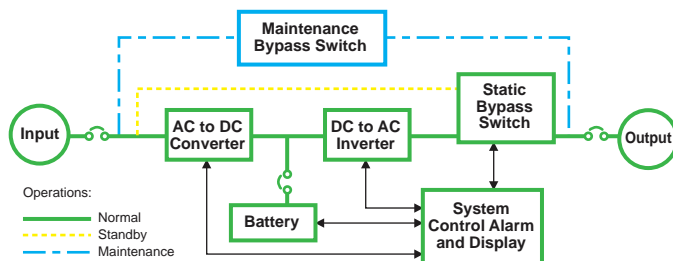 Maintenance
Bypass Switch
Static
Bypass
Switch
Input
AC to DC
Converter
DC to AC
Inverter
Output
Operations:
Normal
Standby
Maintenance
Battery
System
Control Alarm
and Display